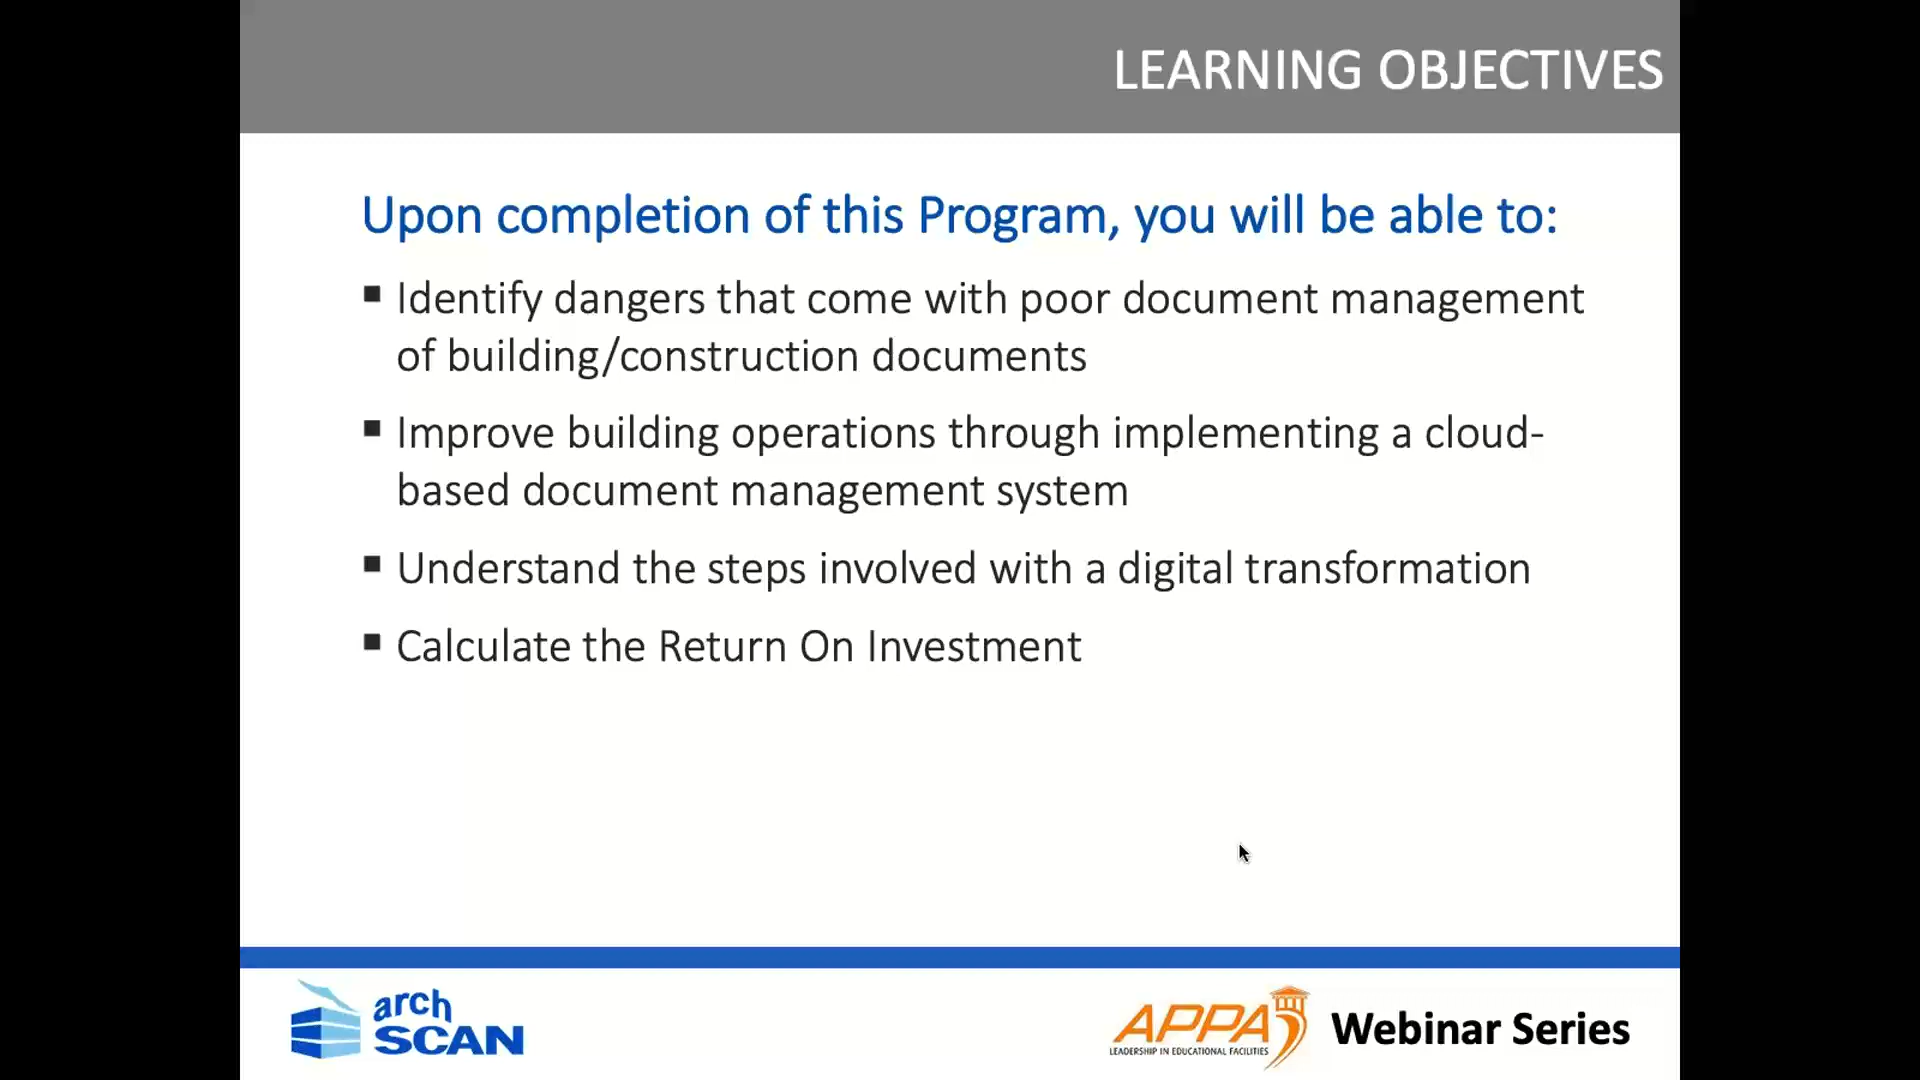 LEARNING OBJECTIVES
Upon completion of this Program, you will be able to:
▪ Identify dangers that come with poor document management
of building/construction documents
▪ Improve building operations through implementing a cloud-
based document management system
▪ Understand the steps involved with a digital transformation
▪ Calculate the Return On Investment
arch
SCAN
APPA
LEADERSHIP IN EDUCATIONAL FACILITIES
Webinar Series